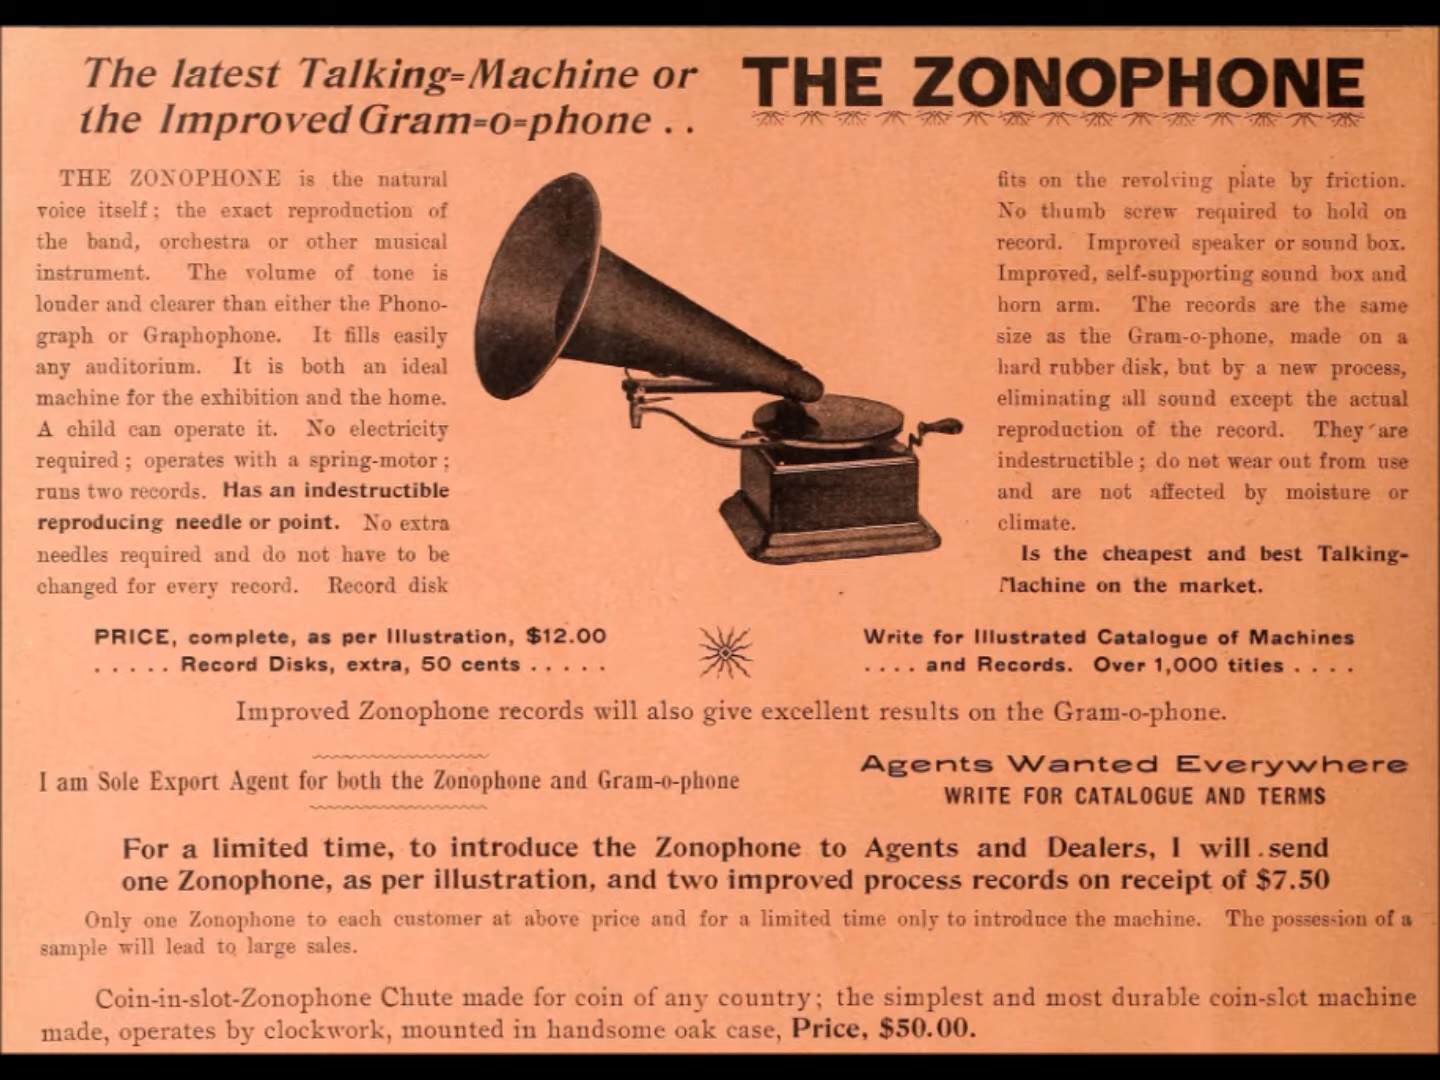 The latest Talking-Machine or
the Improved Gram-o-phone . .
THE ZONOPHONE
THE ZONOPHONE is the natural
voice itself; the exact reproduction of
the band, orchestra or other musical
instrument. The volume of tone is
louder and clearer than either the Phono-
graph or Graphophone. It fills easily
any auditorium. It is both an ideal
machine for the exhibition and the home.
A child can operate it. No electricity
required; operates with a spring-motor;
runs two records. Has an indestructible
reproducing needle or point. No extra
needles required and do not have to be
changed for every record. Record disk
fits on the revolving plate by friction.
No thumb screw required to hold on
record. Improved speaker or sound box.
Improved, self-supporting sound box and
horn arm. The records are the same
size as the Gram-o-phone, made on a
hard rubber disk, but by a new process,
eliminating all sound except the actual
reproduction of the record. They are
indestructible; do not wear out from use
and are not affected by moisture or
climate.
Is the cheapest and best Talking-
Machine on the market.
PRICE, complete, as per Illustration, $12.00
. . . . . Record Disks, extra, 50 cents . . . . .
Write for Illustrated Catalogue of Machines
. . . . and Records. Over 1,000 titles . . . .
Improved Zonophone records will also give excellent results on the Gram-o-phone.
I am Sole Export Agent for both the Zonophone and Gram-o-phone
Agents Wanted Everywhere
WRITE FOR CATALOGUE AND TERMS
For a limited time, to introduce the Zonophone to Agents and Dealers, I will send
one Zonophone, as per illustration, and two improved process records on receipt of $7.50
Only one Zonophone to each customer at above price and for a limited time only to introduce the machine. The possession of a
sample will lead to large sales.
Coin-in-slot-Zonophone Chute made for coin of any country; the simplest and most durable coin-slot machine
made, operates by clockwork, mounted in handsome oak case, Price, $50.00.